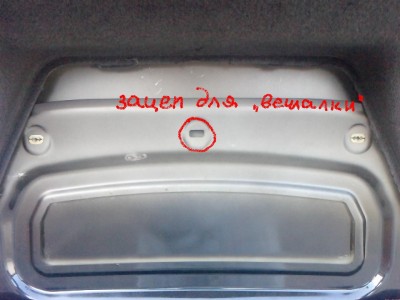 зацеп для „вешалки"